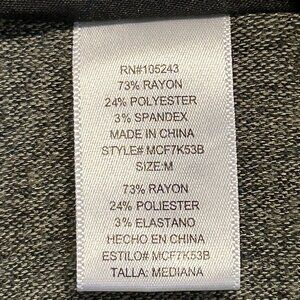 RN#105243
73% RAYON
24% POLYESTER
3% SPANDEX
MADE IN CHINA
STYLE# MCF7K53B
SIZE:M
73% RAYON
24% POLIESTER
3% ELASTANO
HECHO EN CHINA
ESTILO# MCF7K53B
TALLA: MEDIANA